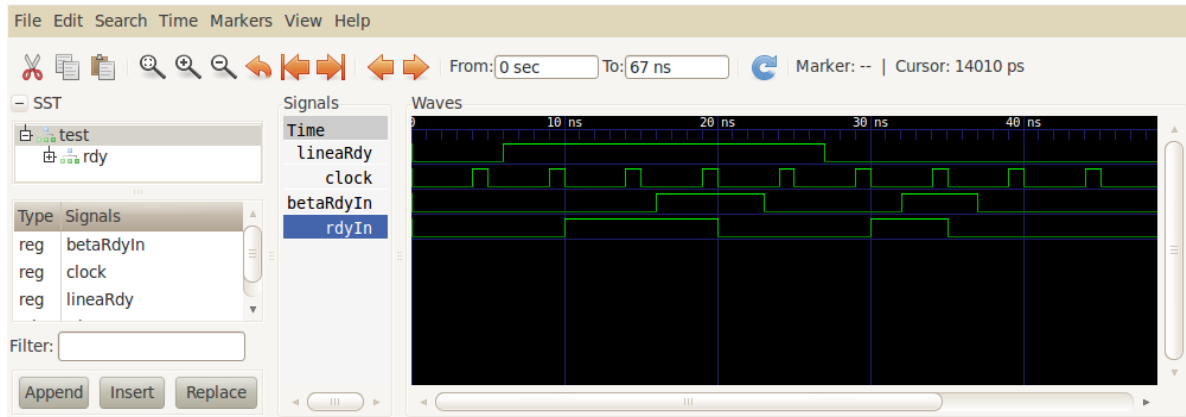 File Edit Search Time Markers View Help
From: 0 sec To: 67 ns Marker: -- | Cursor: 14010 ps
SST
test
rdy
Type Signals
reg betaRdyIn
reg clock
reg lineaRdy
Filter:
Append Insert Replace
Signals
Time
lineaRdy
clock
betaRdyIn
rdyIn
Waves
0 10 ns 20 ns 30 ns 40 ns